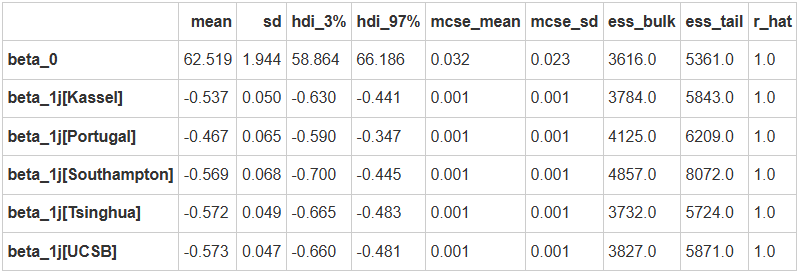 mean sd hdi_3% hdi_97% mcse_mean mcse_sd ess_bulk ess_tail r_hat
beta_0 62.519 1.944 58.864 66.186 0.032 0.023 3616.0 5361.0 1.0
beta_1j[Kassel] -0.537 0.050 -0.630 -0.441 0.001 0.001 3784.0 5843.0 1.0
beta_1j[Portugal] -0.467 0.065 -0.590 -0.347 0.001 0.001 4125.0 6209.0 1.0
beta_1j[Southampton] -0.569 0.068 -0.700 -0.445 0.001 0.001 4857.0 8072.0 1.0
beta_1j[Tsinghua] -0.572 0.049 -0.665 -0.483 0.001 0.001 3732.0 5724.0 1.0
beta_1j[UCSB] -0.573 0.047 -0.660 -0.481 0.001 0.001 3827.0 5871.0 1.0